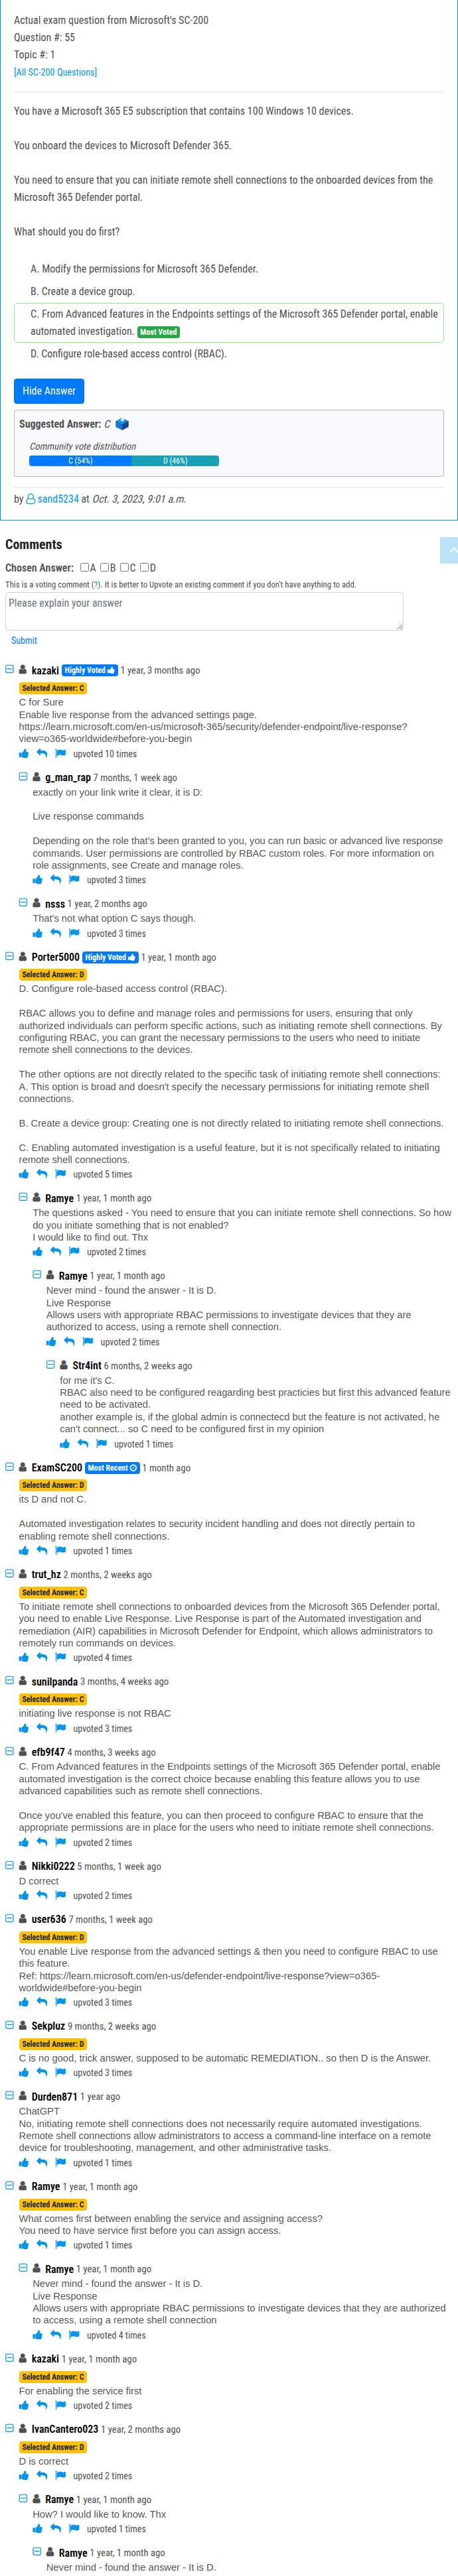 Actual exam question from Microsoft's SC-200
Question #: 55
Topic #: 1
[All SC-200 Questions]
You have a Microsoft 365 E5 subscription that contains 100 Windows 10 devices.
You onboard the devices to Microsoft Defender 365.
You need to ensure that you can initiate remote shell connections to the onboarded devices from the
Microsoft 365 Defender portal.
What should you do first?
A. Modify the permissions for Microsoft 365 Defender.
B. Create a device group.
C. From Advanced features in the Endpoints settings of the Microsoft 365 Defender portal, enable
automated investigation. Most Voted
D. Configure role-based access control (RBAC).
Hide Answer
Suggested Answer: C
Community vote distribution
C (54%) D (46%)
by sand5234 at Oct. 3, 2023, 9:01 a.m.
Comments
Chosen Answer: A B C D
This is a voting comment (?). It is better to Upvote an existing comment if you don't have anything to add.
Please explain your answer
Submit
kazaki Highly Voted 1 year, 3 months ago
Selected Answer: C
C for Sure
Enable live response from the advanced settings page.
https://learn.microsoft.com/en-us/microsoft-365/security/defender-endpoint/live-response?
view=o365-worldwide#before-you-begin
upvoted 10 times
g_man_rap 7 months, 1 week ago
exactly on your link write it clear, it is D:
Live response commands
Depending on the role that's been granted to you, you can run basic or advanced live response
commands. User permissions are controlled by RBAC custom roles. For more information on
role assignments, see Create and manage roles.
upvoted 3 times
nsss 1 year, 2 months ago
That's not what option C says though.
upvoted 3 times
Porter5000 Highly Voted 1 year, 1 month ago
Selected Answer: D
D. Configure role-based access control (RBAC).
RBAC allows you to define and manage roles and permissions for users, ensuring that only
authorized individuals can perform specific actions, such as initiating remote shell connections. By
configuring RBAC, you can grant the necessary permissions to the users who need to initiate
remote shell connections to the devices.
The other options are not directly related to the specific task of initiating remote shell connections:
A. This option is broad and doesn't specify the necessary permissions for initiating remote shell
connections.
B. Create a device group: Creating one is not directly related to initiating remote shell connections.
C. Enabling automated investigation is a useful feature, but it is not specifically related to initiating
remote shell connections.
upvoted 5 times
Ramye 1 year, 1 month ago
The questions asked - You need to ensure that you can initiate remote shell connections. So how
do you initiate something that is not enabled?
I would like to find out. Thx
upvoted 2 times
Ramye 1 year, 1 month ago
Never mind - found the answer - It is D.
Live Response
Allows users with appropriate RBAC permissions to investigate devices that they are
authorized to access, using a remote shell connection.
upvoted 2 times
Str4int 6 months, 2 weeks ago
for me it's C.
RBAC also need to be configured reagarding best practicies but first this advanced feature
need to be activated.
another example is, if the global admin is connectecd but the feature is not activated, he
can't connect... so C need to be configured first in my opinion
upvoted 1 times
ExamSC200 Most Recent 1 month ago
Selected Answer: D
its D and not C.
Automated investigation relates to security incident handling and does not directly pertain to
enabling remote shell connections.
upvoted 1 times
trut_hz 2 months, 2 weeks ago
Selected Answer: C
To initiate remote shell connections to onboarded devices from the Microsoft 365 Defender portal,
you need to enable Live Response. Live Response is part of the Automated investigation and
remediation (AIR) capabilities in Microsoft Defender for Endpoint, which allows administrators to
remotely run commands on devices.
upvoted 4 times
sunilpanda 3 months, 4 weeks ago
Selected Answer: C
initiating live response is not RBAC
upvoted 3 times
efb9f47 4 months, 3 weeks ago
C. From Advanced features in the Endpoints settings of the Microsoft 365 Defender portal, enable
automated investigation is the correct choice because enabling this feature allows you to use
advanced capabilities such as remote shell connections.
Once you've enabled this feature, you can then proceed to configure RBAC to ensure that the
appropriate permissions are in place for the users who need to initiate remote shell connections.
upvoted 2 times
Nikki0222 5 months, 1 week ago
D correct
upvoted 2 times
user636 7 months, 1 week ago
Selected Answer: D
You enable Live response from the advanced settings & then you need to configure RBAC to use
this feature.
Ref: https://learn.microsoft.com/en-us/defender-endpoint/live-response?view=o365-
worldwide#before-you-begin
upvoted 3 times
Sekpluz 9 months, 2 weeks ago
Selected Answer: D
C is no good, trick answer, supposed to be automatic REMEDIATION.. so then D is the Answer.
upvoted 3 times
Durden871 1 year ago
ChatGPT
No, initiating remote shell connections does not necessarily require automated investigations.
Remote shell connections allow administrators to access a command-line interface on a remote
device for troubleshooting, management, and other administrative tasks.
upvoted 1 times
Ramye 1 year, 1 month ago
Selected Answer: C
What comes first between enabling the service and assigning access?
You need to have service first before you can assign access.
upvoted 1 times
Ramye 1 year, 1 month ago
Never mind - found the answer - It is D.
Live Response
Allows users with appropriate RBAC permissions to investigate devices that they are authorized
to access, using a remote shell connection
upvoted 4 times
kazaki 1 year, 1 month ago
Selected Answer: C
For enabling the service first
upvoted 2 times
IvanCantero023 1 year, 2 months ago
Selected Answer: D
D is correct
upvoted 2 times
Ramye 1 year, 1 month ago
How? I would like to know. Thx
upvoted 1 times
Ramye 1 year, 1 month ago
Never mind - found the answer - It is D.